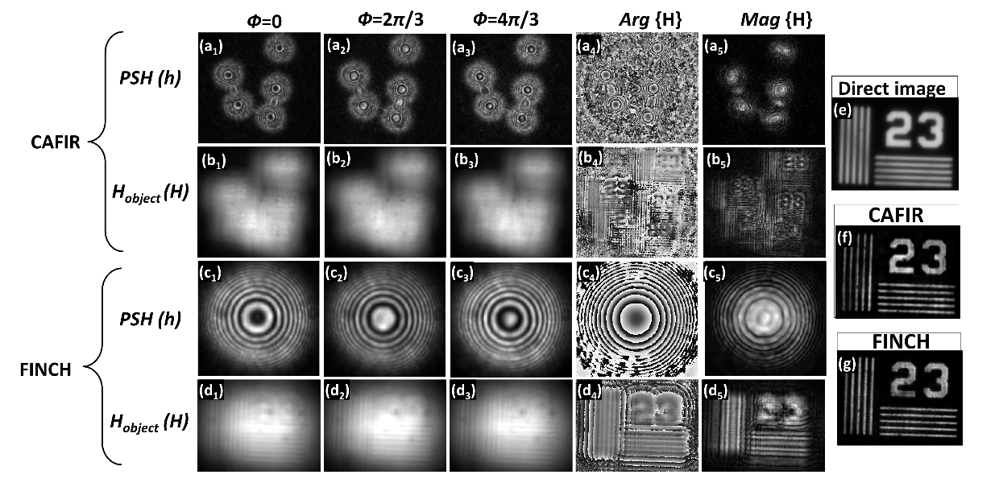 Φ=0 Φ=2π/3 Φ=4π/3 Arg {H} Mag {H}
(a1) (a2) (a3) (a4) (a5)
PSH (h)
Direct image
(e)
23
CAFIR
(b1) (b2) (b3) (b4) (b5)
Hobject (H)
CAFIR
(f)
23
(c1) (c2) (c3) (c4) (c5)
PSH (h)
FINCH
(g)
23
FINCH
(d1) (d2) (d3) (d4) (d5)
Hobject (H)